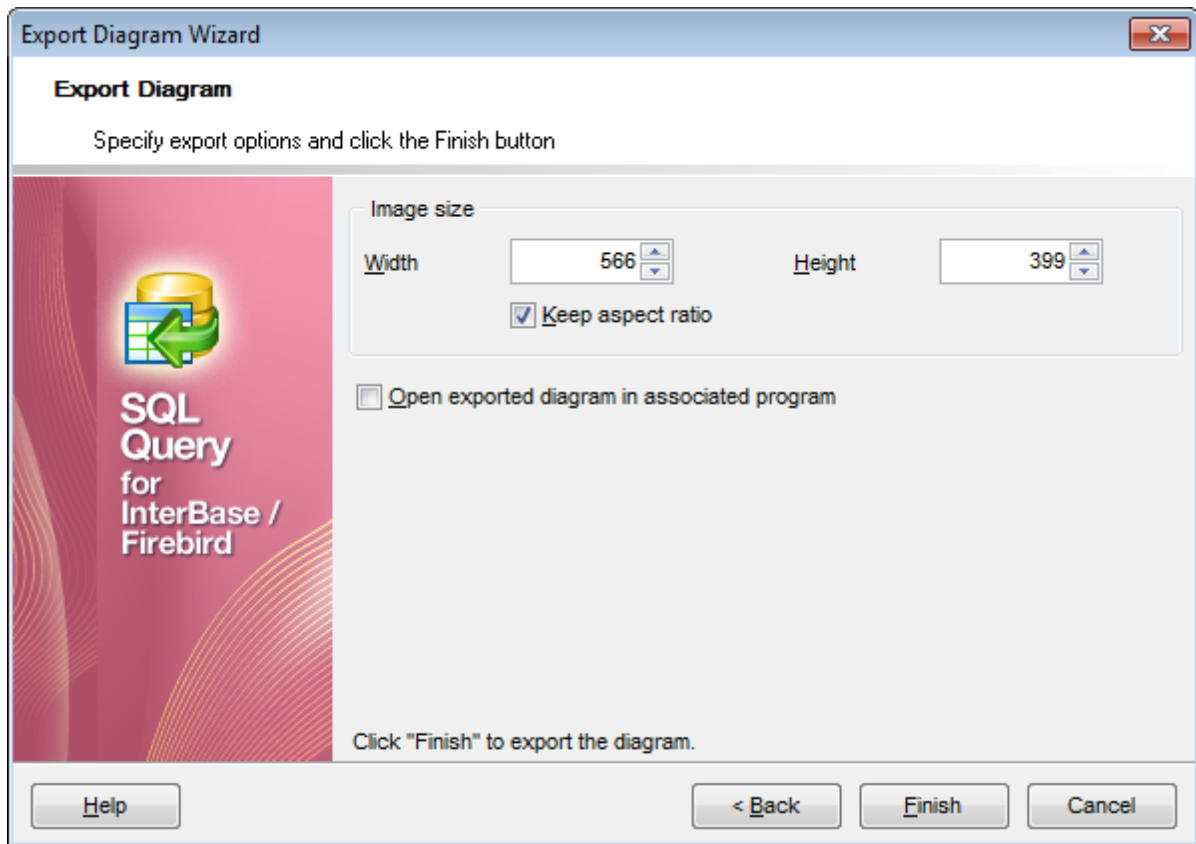 Export Diagram Wizard
Export Diagram
Specify export options and click the Finish button
Image size
Width 566 Height 399
Keep aspect ratio
Open exported diagram in associated program
SQL
Query
for
InterBase /
Firebird
Click "Finish" to export the diagram.
Help < Back Finish Cancel